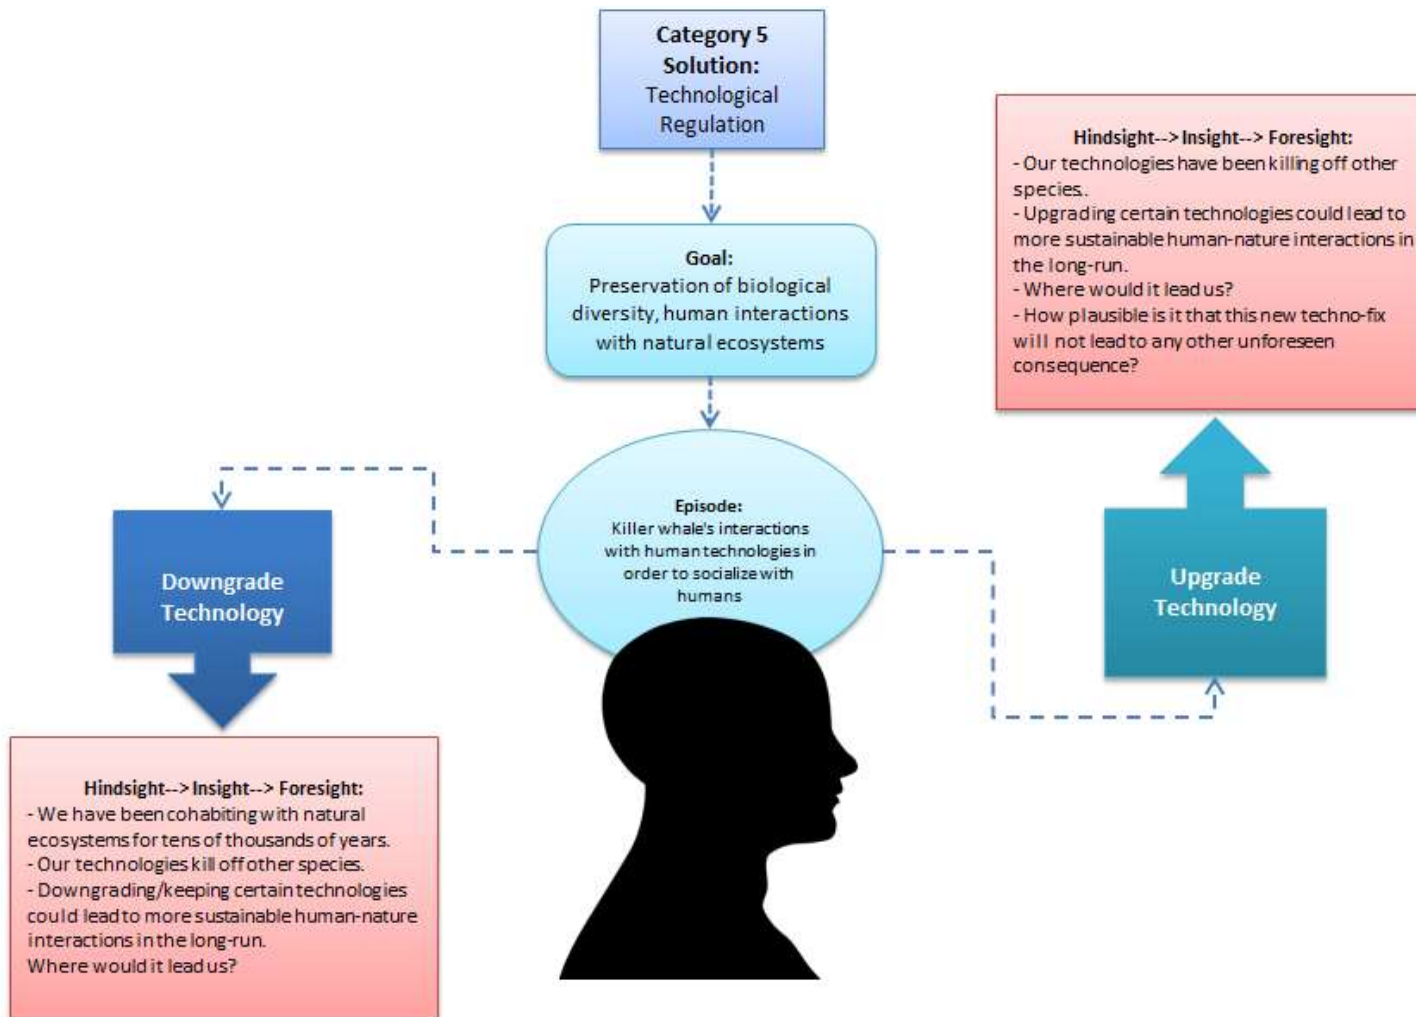 Category 5
Solution:
Technological
Regulation
Goal:
Preservation of biological
diversity, human interactions
with natural ecosystems
Episode:
Killer whale's interactions
with human technologies in
order to socialize with
humans
Downgrade
Technology
Hindsight--> Insight--> Foresight:
- We have been cohabiting with natural
ecosystems for tens of thousands of years.
- Our technologies kill off other species.
- Downgrading/keeping certain technologies
could lead to more sustainable human-nature
interactions in the long-run.
Where would it lead us?
Upgrade
Technology
Hindsight--> Insight--> Foresight:
- Our technologies have been killing off other
species..
- Upgrading certain technologies could lead to
more sustainable human-nature interactions in
the long-run.
- Where would it lead us?
- How plausible is it that this new techno-fix
will not lead to any other unforeseen
consequence?